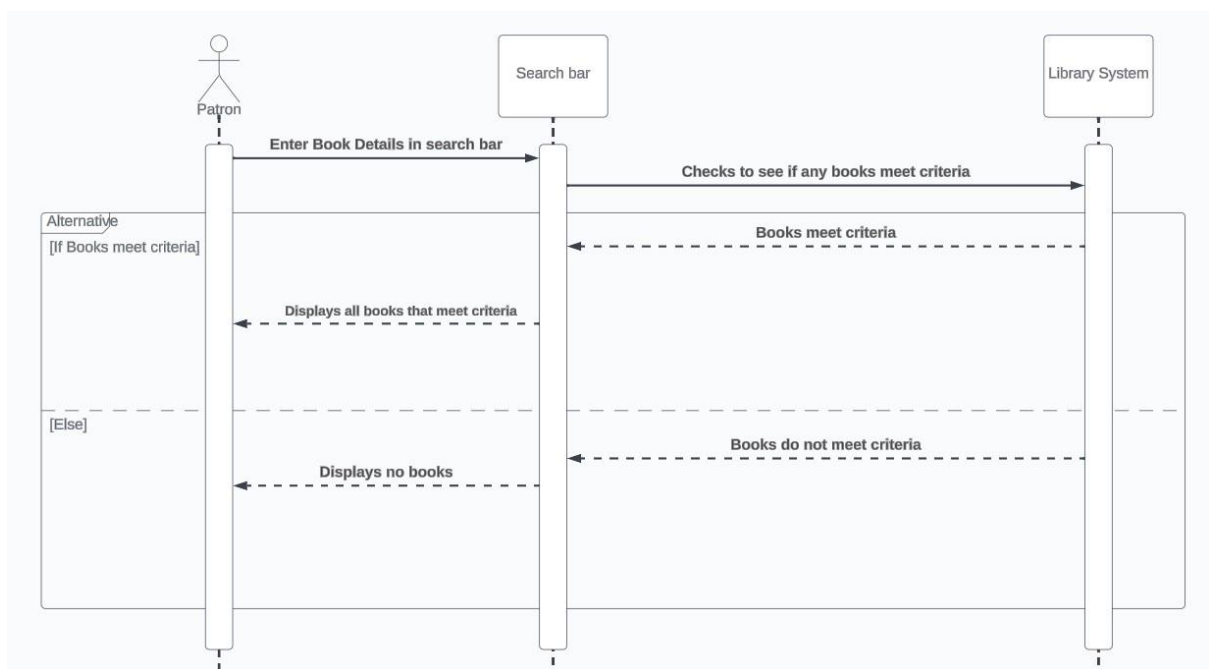 Patron
Search bar
Library System
Enter Book Details in search bar
Checks to see if any books meet criteria
Alternative
[If Books meet criteria]
Books meet criteria
Displays all books that meet criteria
[Else]
Books do not meet criteria
Displays no books